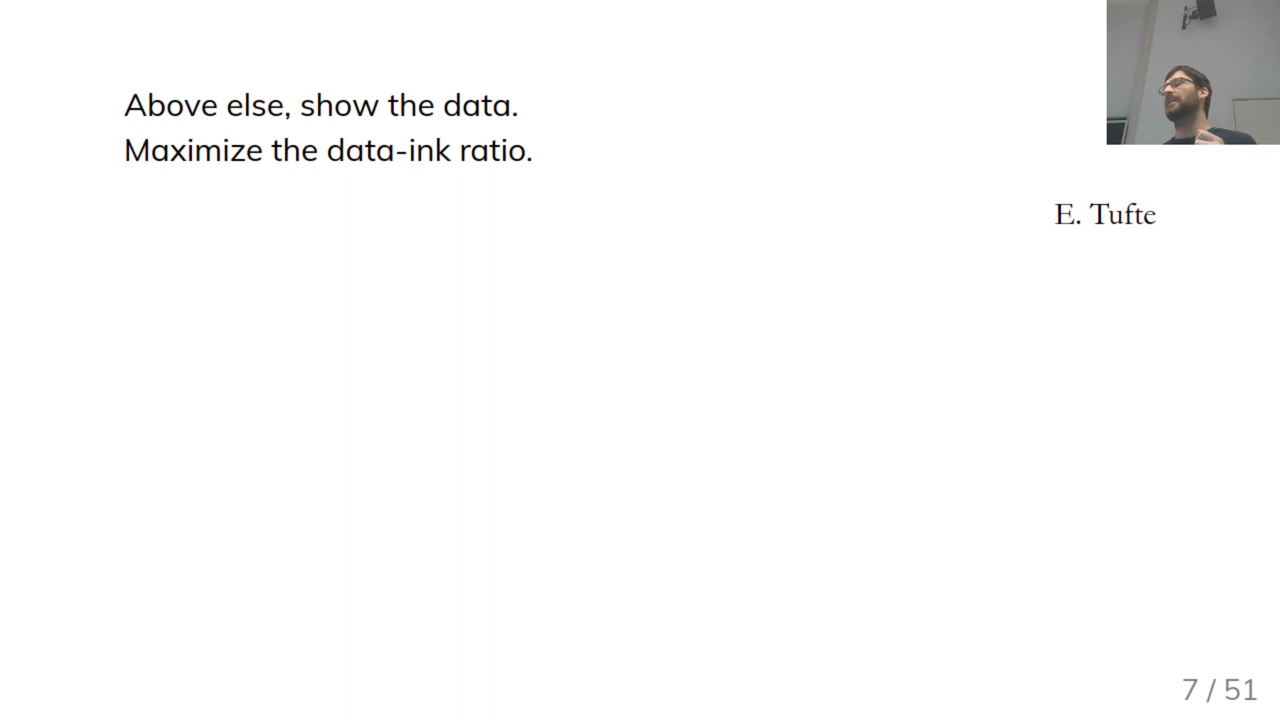 Above else, show the data.
Maximize the data-ink ratio.
E. Tufte
7 / 51